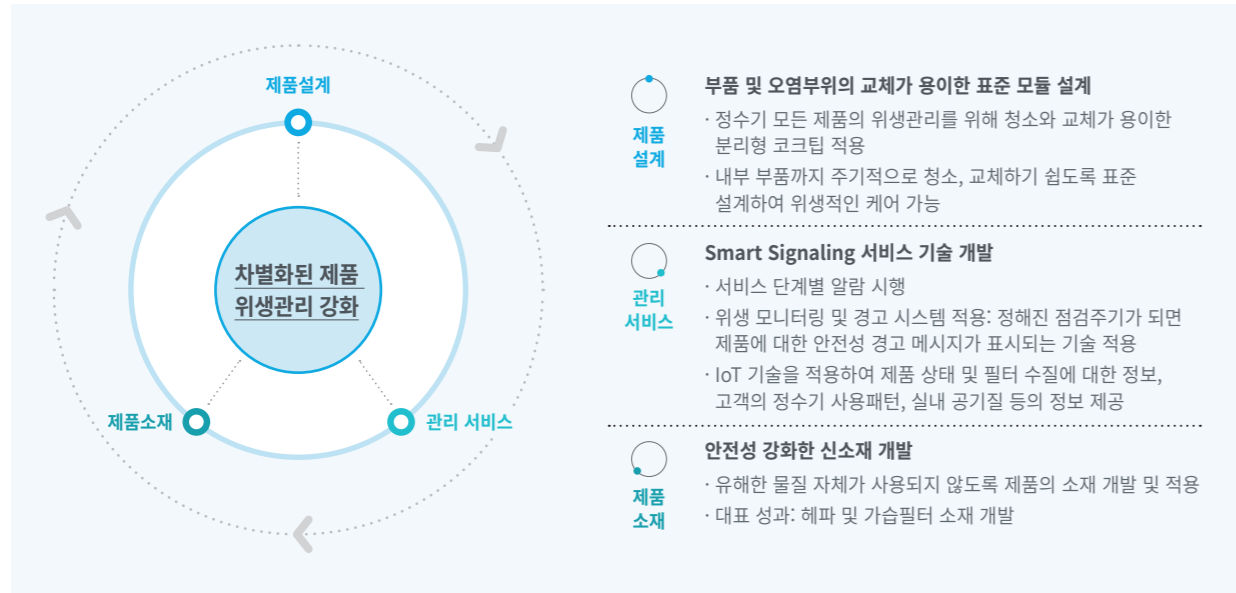 제품설계
차별화된 제품
위생관리 강화
제품소재
관리 서비스
제품
설계
부품 및 오염부위의 교체가 용이한 표준 모듈 설계
· 정수기 모든 제품의 위생관리를 위해 청소와 교체가 용이한
분리형 코크팁 적용
· 내부 부품까지 주기적으로 청소, 교체하기 쉽도록 표준
설계하여 위생적인 케어 가능
관리
서비스
Smart Signaling 서비스 기술 개발
· 서비스 단계별 알람 시행
· 위생 모니터링 및 경고 시스템 적용: 정해진 점검주기가 되면
제품에 대한 안전성 경고 메시지가 표시되는 기술 적용
· IoT 기술을 적용하여 제품 상태 및 필터 수질에 대한 정보,
고객의 정수기 사용패턴, 실내 공기질 등의 정보 제공
제품
소재
안전성 강화한 신소재 개발
· 유해한 물질 자체가 사용되지 않도록 제품의 소재 개발 및 적용
· 대표 성과: 헤파 및 가습필터 소재 개발